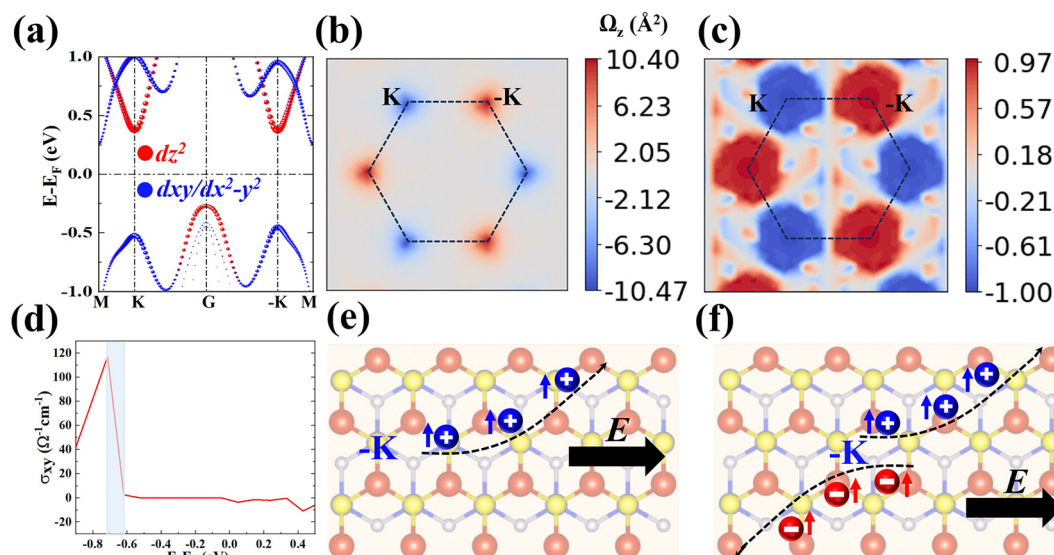 (a)
1.0
0.5
0.0
-0.5
-1.0
E-E_F (eV)
dz²
dxy/dx²-y²
M K G -K M
(b)
K
-K
Ω_z (Å²)
10.40
6.23
2.05
-2.12
-6.30
-10.47
(c)
K
-K
0.97
0.57
0.18
-0.21
-0.61
-1.00
(d)
120
100
80
60
40
20
0
-20
σ_xy (Ω⁻¹cm⁻¹)
-0.8 -0.6 -0.4 -0.2 0.0 0.2 0.4
(e)
-K
E
+
+
+
(f)
-K
E
+
+
+
-
-
-